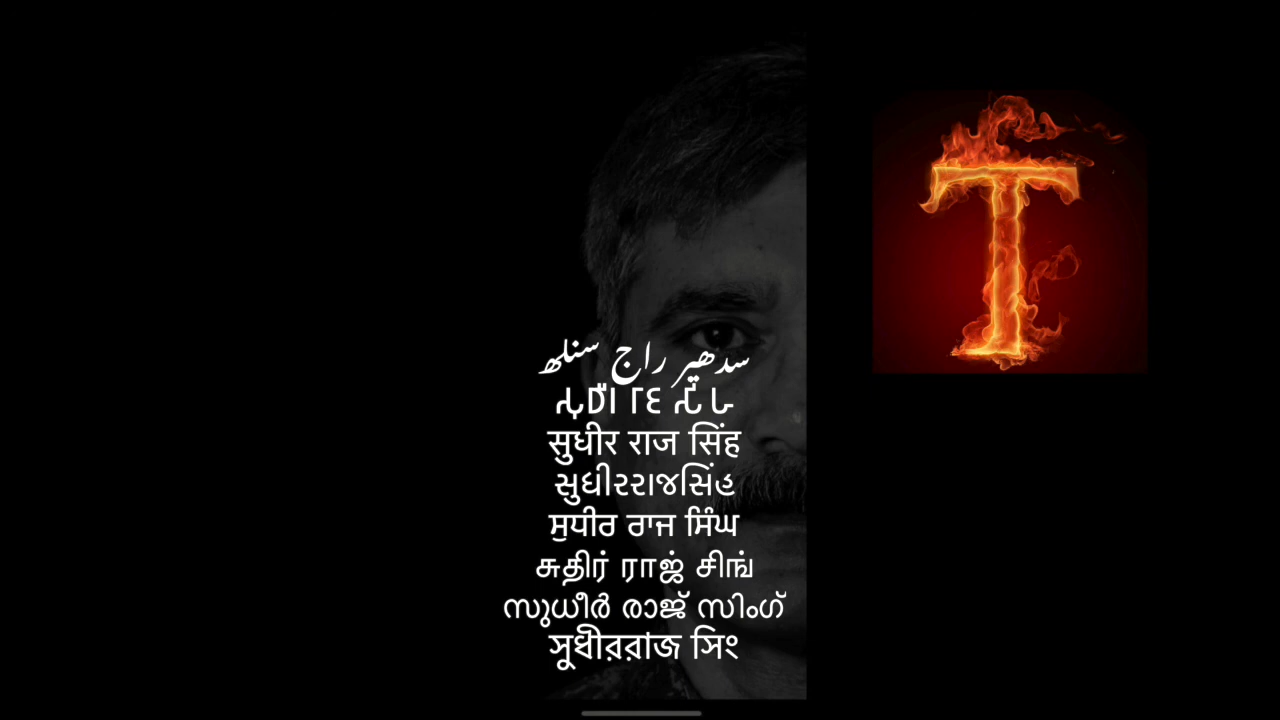 سدھیر راج سنلھ
सुधीर राज सिंह
સુધીરરાજસિંહ
ਸੁਧੀਰ ਰਾਜ ਸਿੰਘ
சுதிர் ராஜ் சிங்
സുധീർ രാജ് സിംഗ്
সুধীররাজ সিং
T